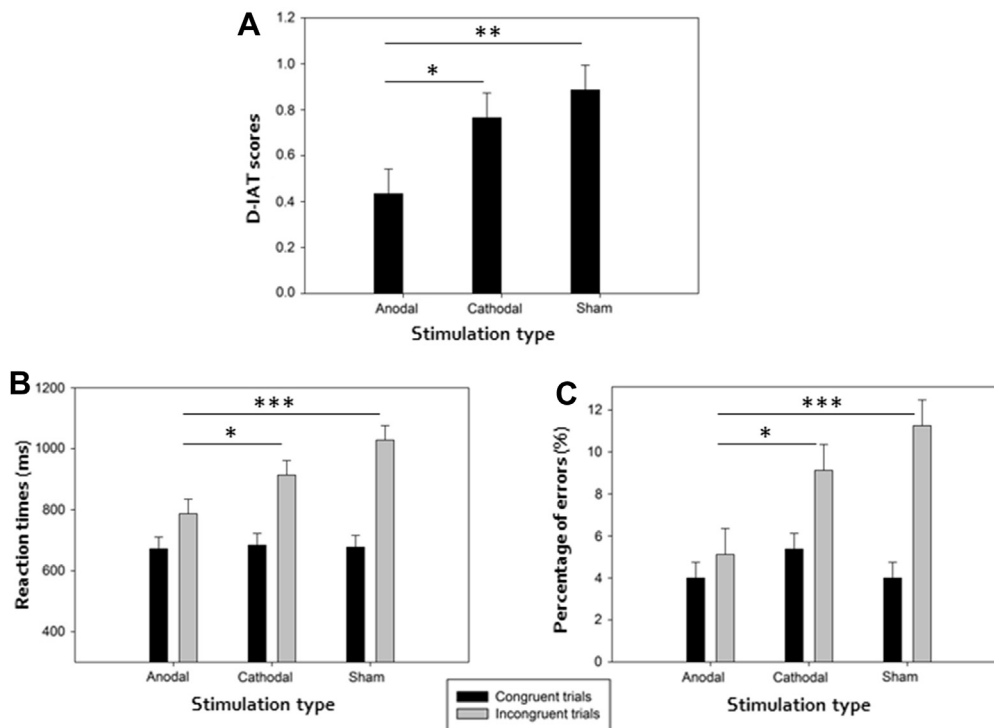 A
1.2
1.0
0.8
0.6
0.4
0.2
0.0
D-IAT scores
*
**
Anodal Cathodal Sham
Stimulation type
B
1200
1000
800
600
400
Reaction times (ms)
*
***
Anodal Cathodal Sham
Stimulation type
C
12
10
8
6
4
2
0
Percentage of errors (%)
*
***
Anodal Cathodal Sham
Stimulation type
Congruent trials
Incongruent trials